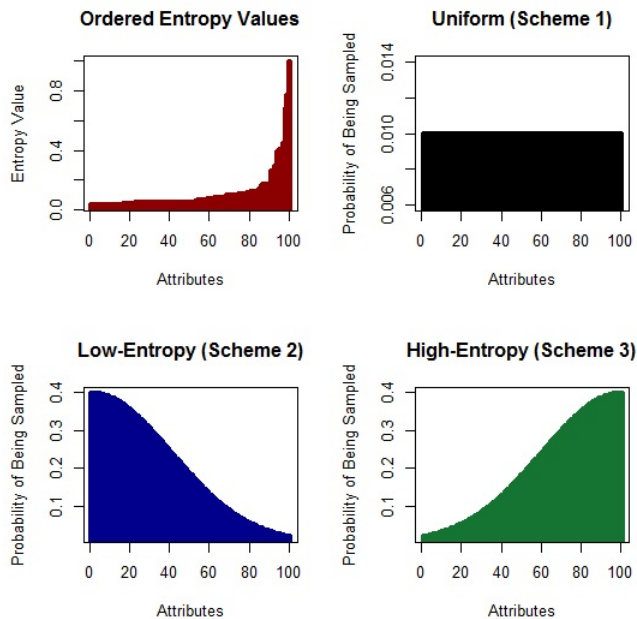 Ordered Entropy Values
Entropy Value
0.0 0.4 0.8
0 20 40 60 80 100
Attributes
Uniform (Scheme 1)
Probability of Being Sampled
0.006 0.010 0.014
0 20 40 60 80 100
Attributes
Low-Entropy (Scheme 2)
Probability of Being Sampled
0.1 0.2 0.3 0.4
0 20 40 60 80 100
Attributes
High-Entropy (Scheme 3)
Probability of Being Sampled
0.1 0.2 0.3 0.4
0 20 40 60 80 100
Attributes